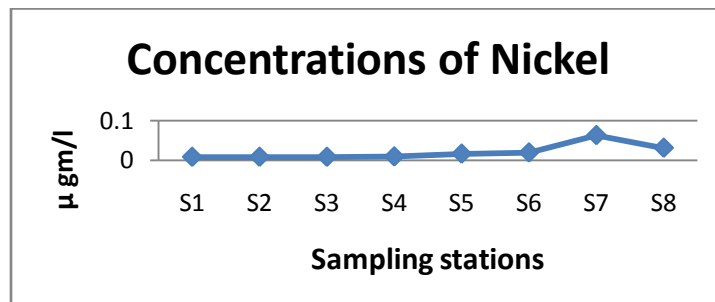 Concentrations of Nickel
µ gm/l
0.1
0
S1 S2 S3 S4 S5 S6 S7 S8
Sampling stations